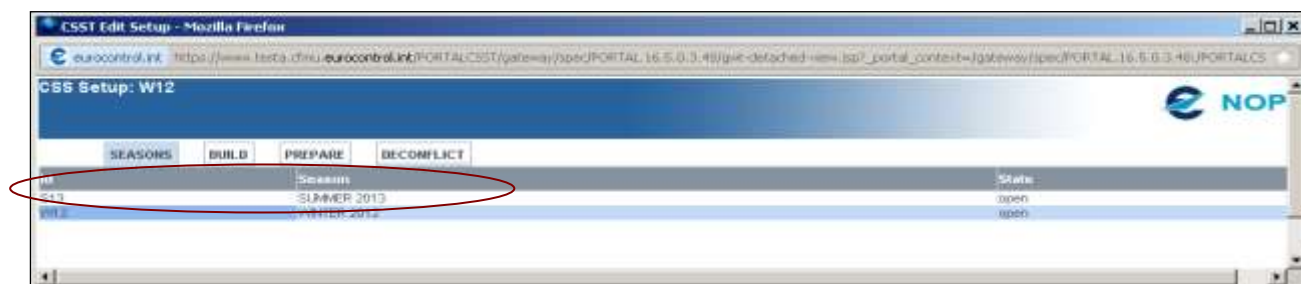 CSST Edit Setup - Mozilla Firefox
eurocontrol.int
CSS Setup: W12
NOP
SEASONS BUILD PREPARE DECONFLICT
ID Season State
S13 SUMMER 2013 open
W12 WINTER 2012 open